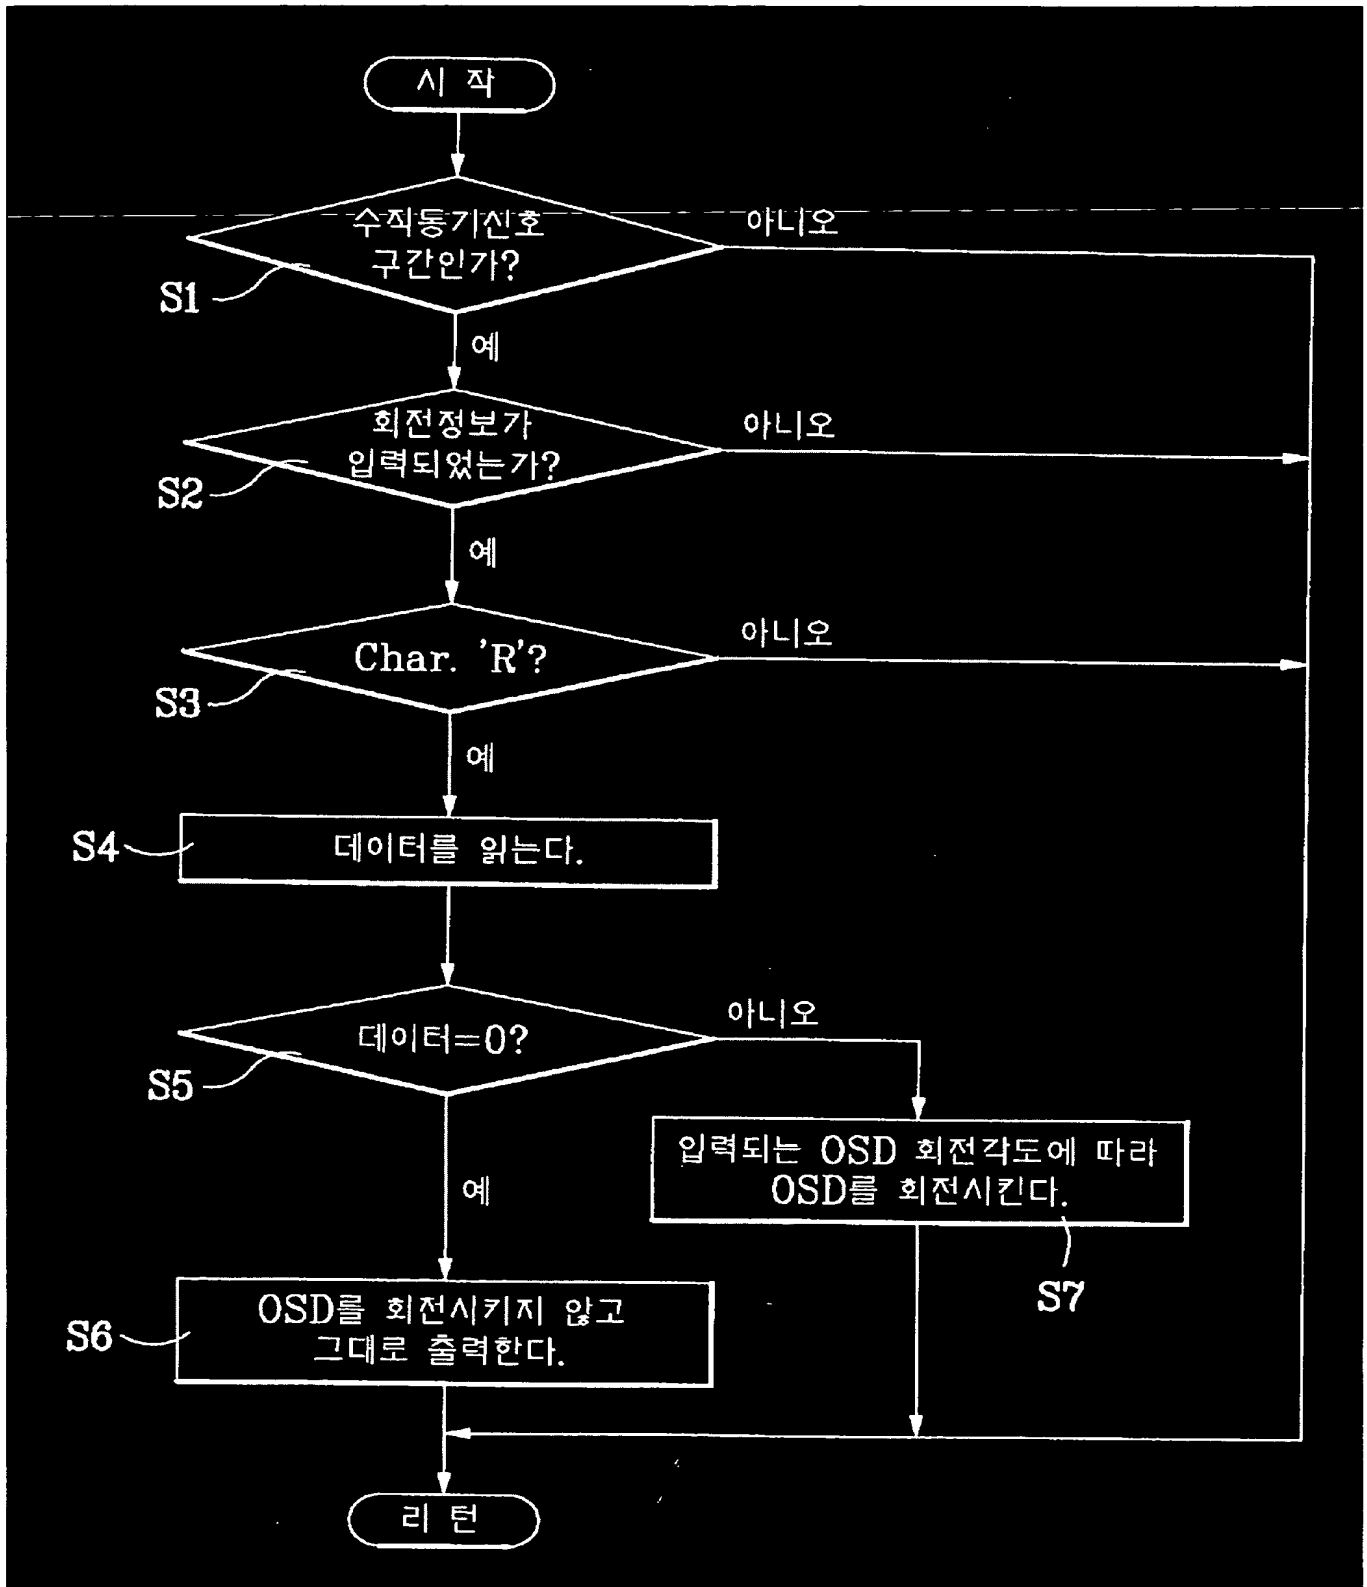 시 작
수직동기신호
구간인가?
아니오
S1
예
회전정보가
입력되었는가?
아니오
S2
예
Char. 'R'?
아니오
S3
예
S4
데이터를 읽는다.
데이터=0?
아니오
S5
예
입력되는 OSD 회전각도에 따라
OSD를 회전시킨다.
S7
OSD를 회전시키지 않고
그대로 출력한다.
S6
리 턴